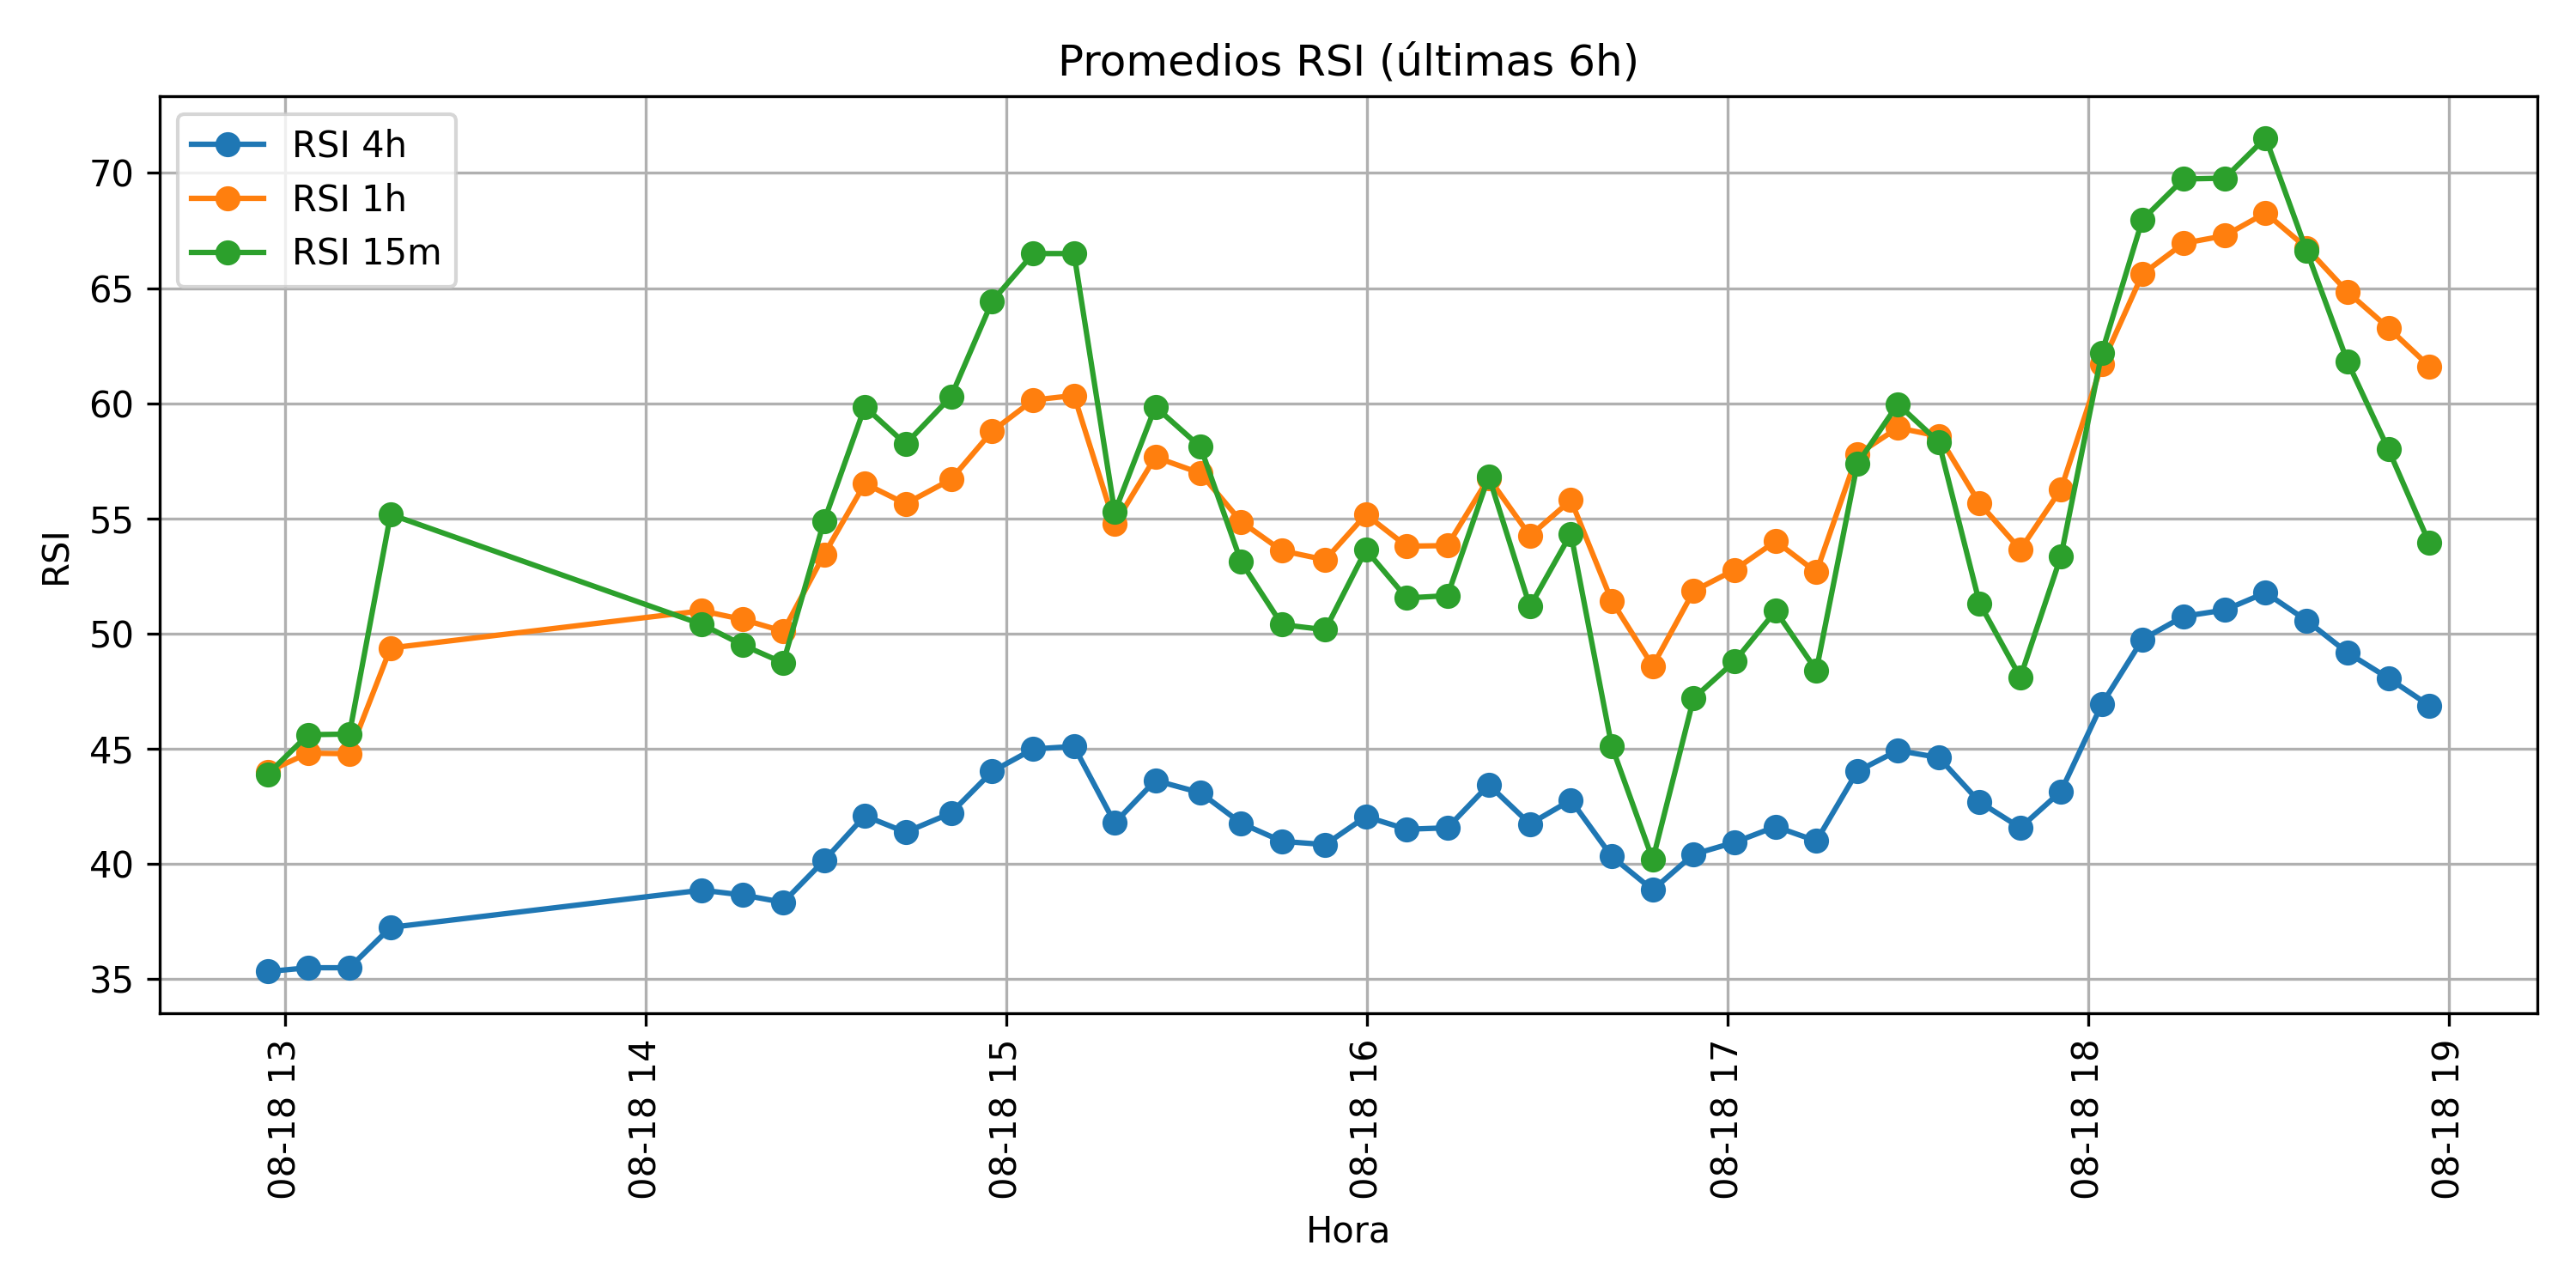 Promedios RSI (últimas 6h)
RSI 4h
RSI 1h
RSI 15m
RSI
70
65
60
55
50
45
40
35
08-18 13
08-18 14
08-18 15
08-18 16
08-18 17
08-18 18
08-18 19
Hora